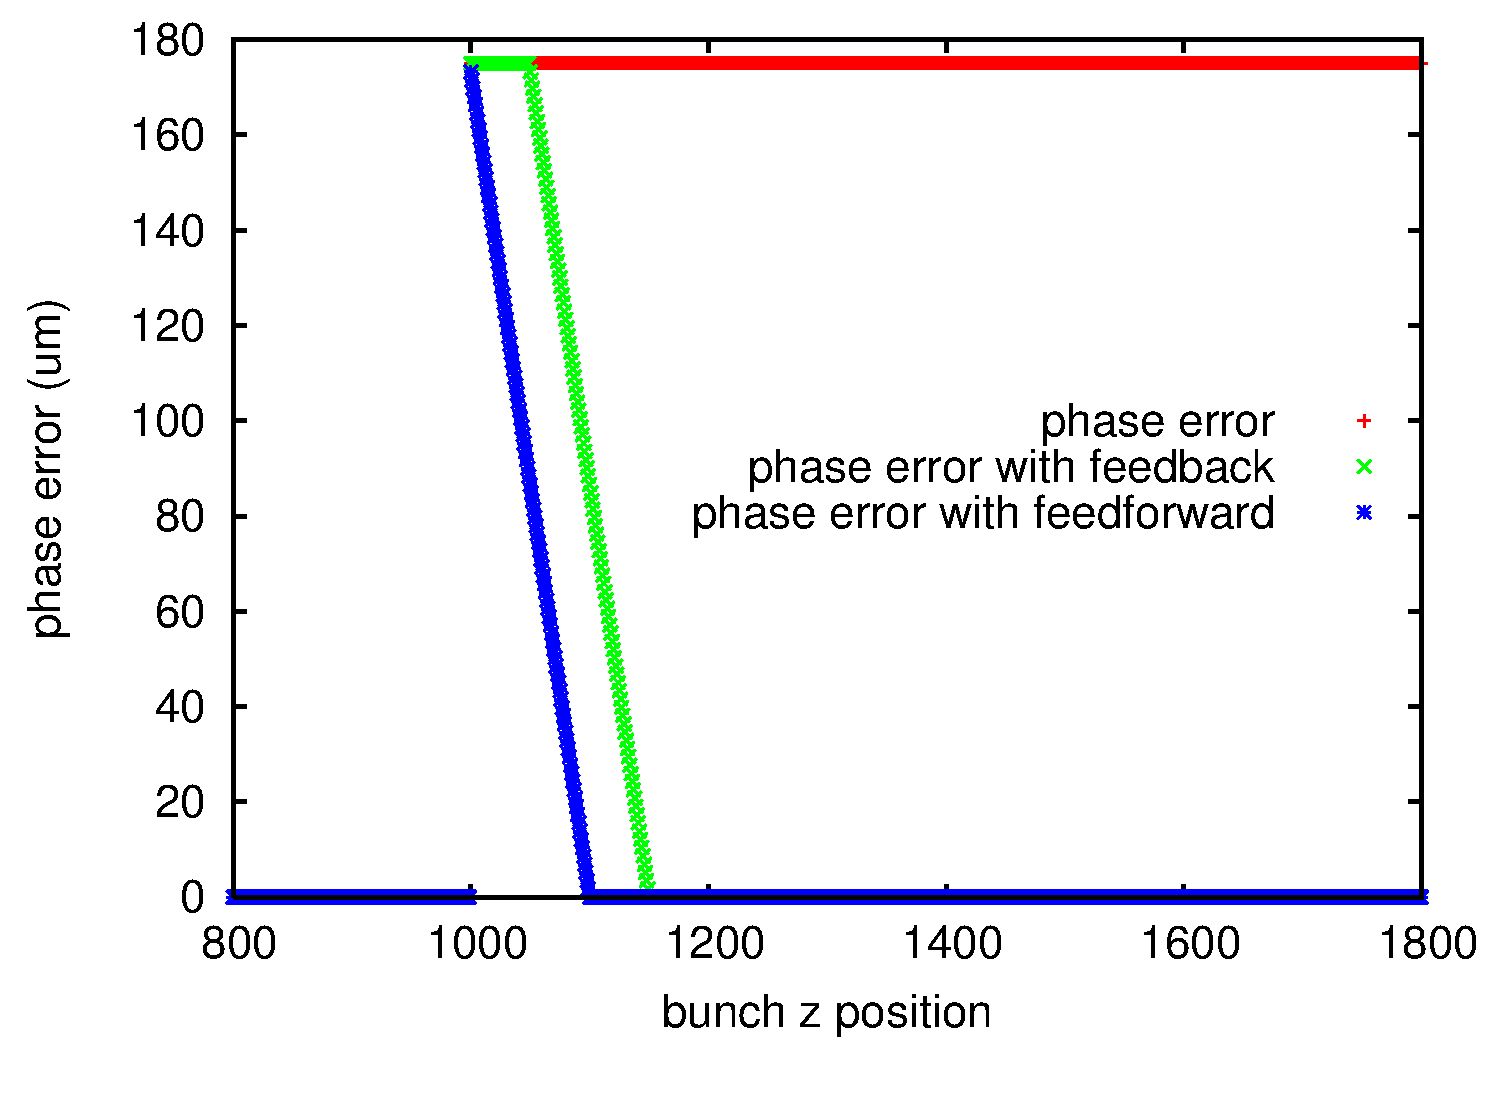 180
160
140
120
100
80
60
40
20
0
phase error (um)
phase error
phase error with feedback
phase error with feedforward
800 1000 1200 1400 1600 1800
bunch z position